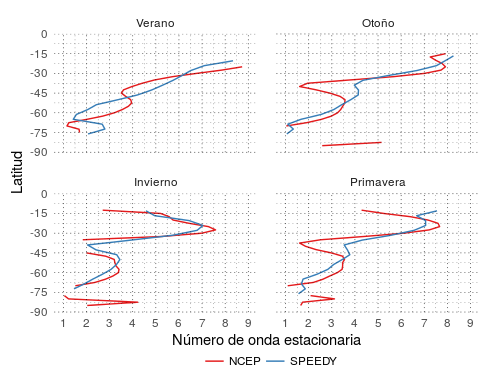 Verano Otoño
0
-15
-30
-45
-60
-75
-90
Invierno Primavera
0
-15
-30
-45
-60
-75
-90
Latitud
1 2 3 4 5 6 7 8 9 1 2 3 4 5 6 7 8 9
Número de onda estacionaria
NCEP SPEEDY